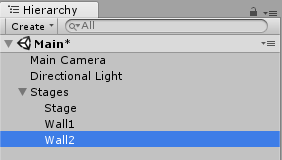 Hierarchy
Create All
Main*
Main Camera
Directional Light
Stages
Stage
Wall1
Wall2